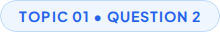 TOPIC 01 • QUESTION 2